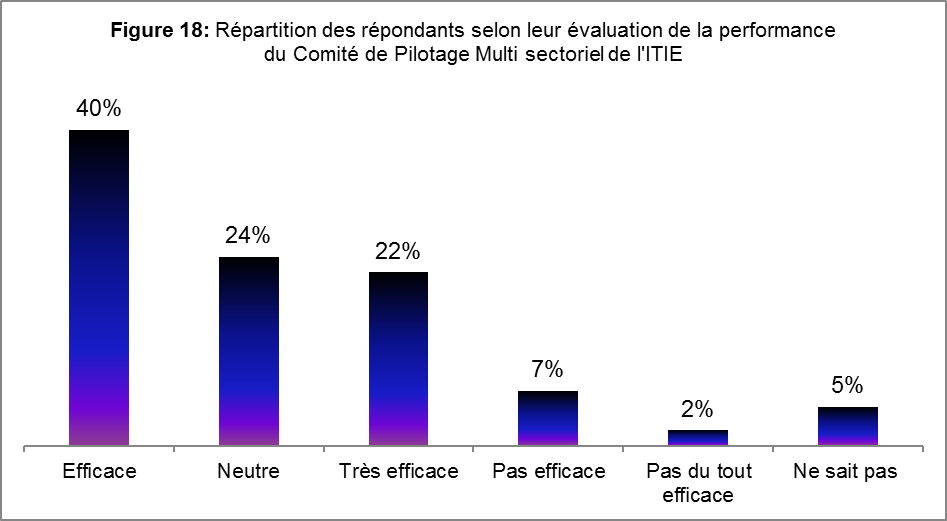 Figure 18: Répartition des répondants selon leur évaluation de la performance
du Comité de Pilotage Multi sectoriel de l'ITIE
40%
24%
22%
7%
2%
5%
Efficace
Neutre
Très efficace
Pas efficace
Pas du tout
efficace
Ne sait pas